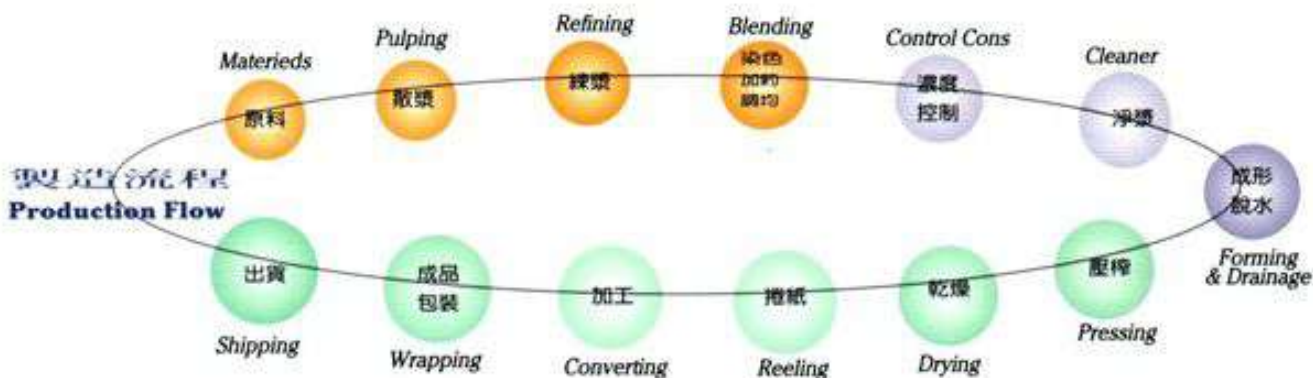 製造流程
Production Flow
Materieds
原料
Pulping
散漿
Refining
練漿
Blending
染色
加药
調均
Control Cons
濃度
控制
Cleaner
淨漿
成形
脫水
Forming
& Drainage
壓榨
Pressing
乾燥
Drying
捲紙
Reeling
加工
Converting
成品
包裝
Wrapping
出貨
Shipping